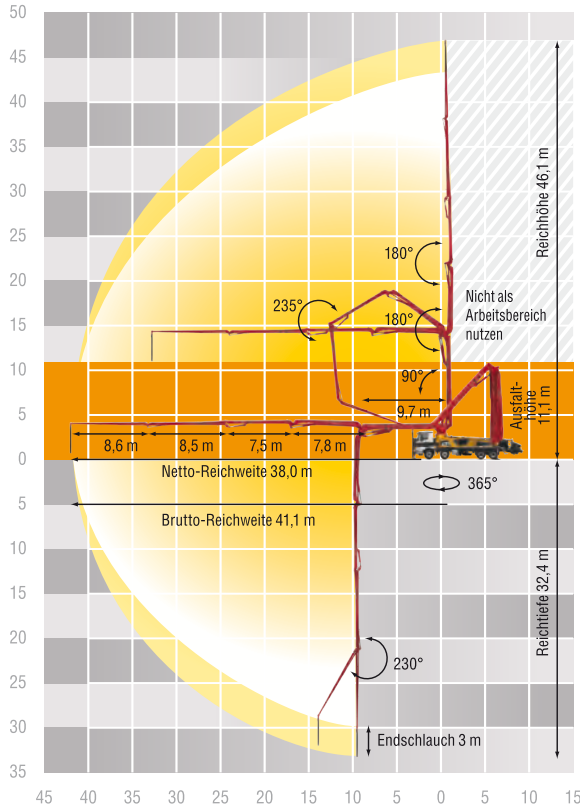 50
45
40
35
30
25
20
15
10
5
0
5
10
15
20
25
30
35
45
40
35
30
25
20
15
10
5
0
5
10
15
Reichhöhe 46,1 m
180°
Nicht als
Arbeitsbereich
nutzen
235°
180°
90°
9,7 m
Ausfalt-
höhe
11,1 m
8,6 m
8,5 m
7,5 m
7,8 m
Netto-Reichweite 38,0 m
365°
Brutto-Reichweite 41,1 m
Reichtiefe 32,4 m
230°
Endschlauch 3 m